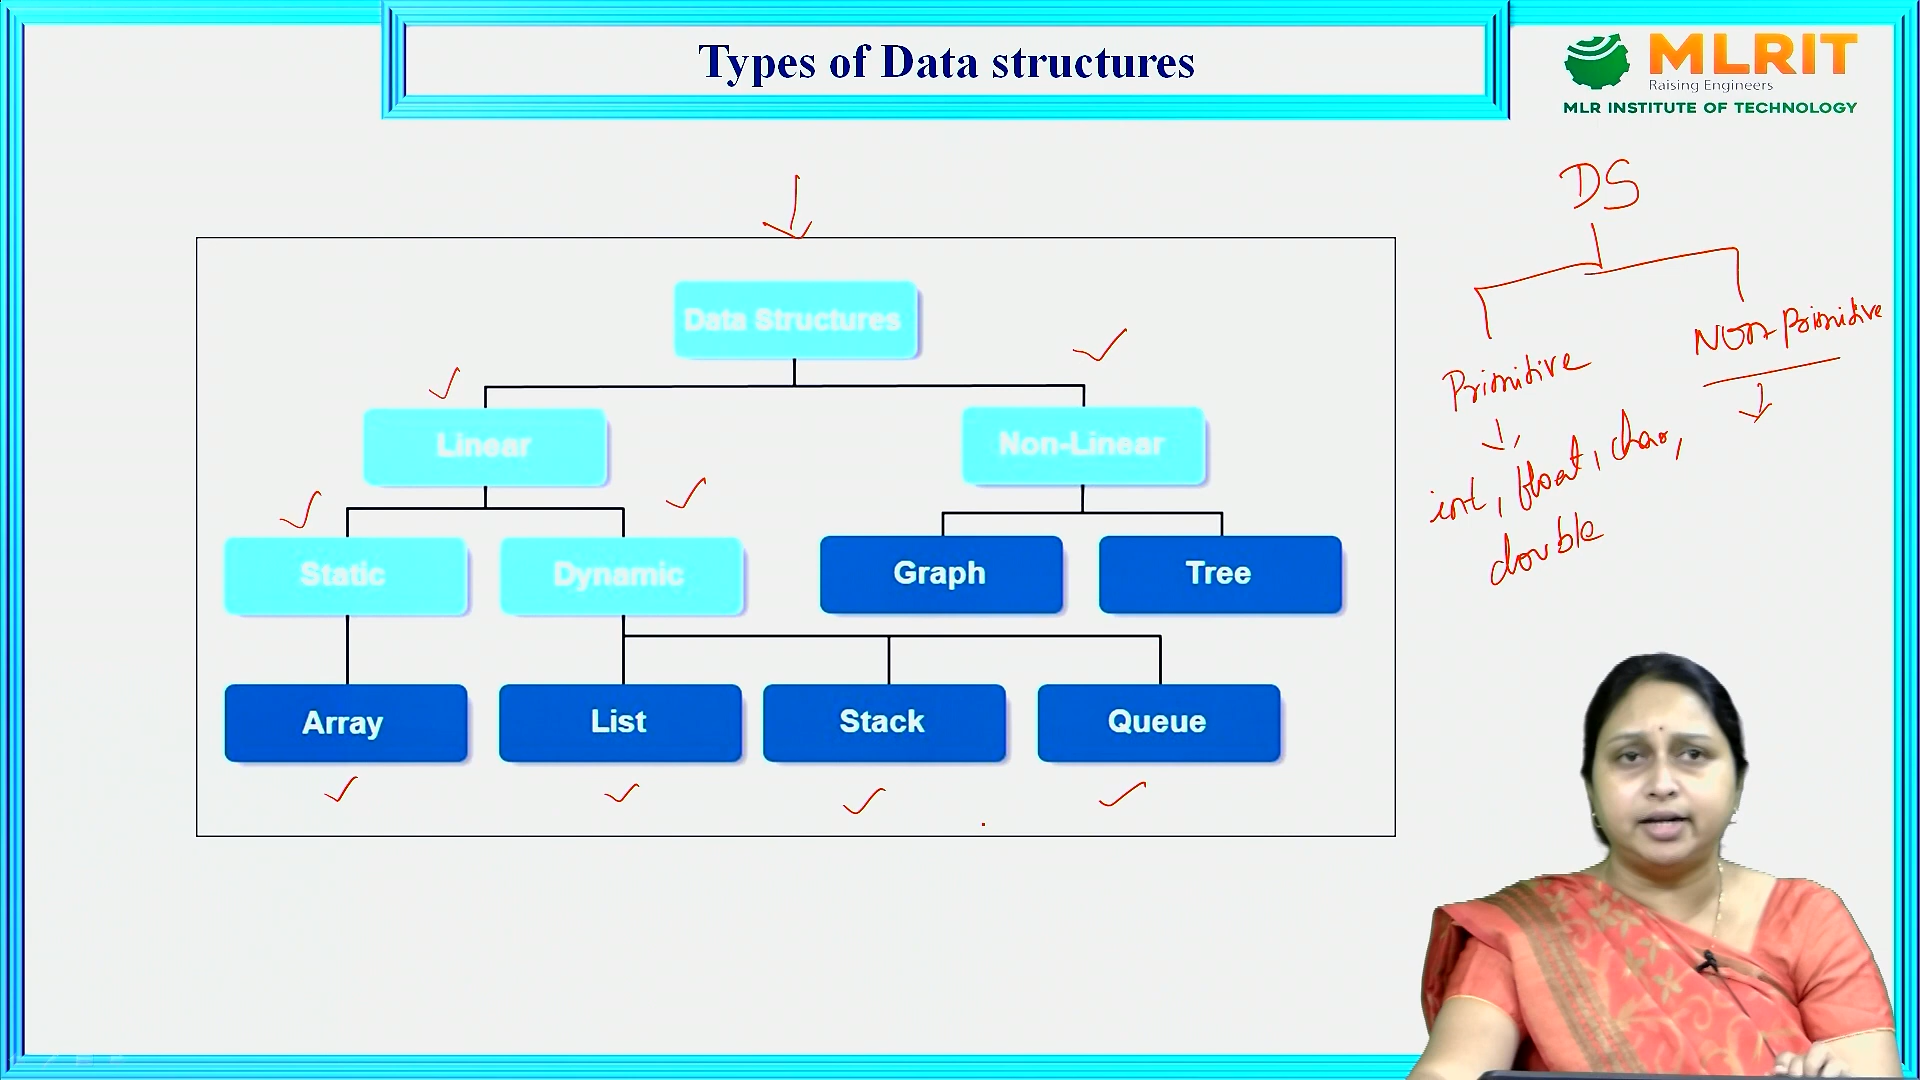 Types of Data structures
MLRIT
Raising Engineers
MLR INSTITUTE OF TECHNOLOGY
DS
Primitive
Non-Primitive
int, float, char,
double
Data Structures
Linear
Non-Linear
Static
Dynamic
Graph
Tree
Array
List
Stack
Queue